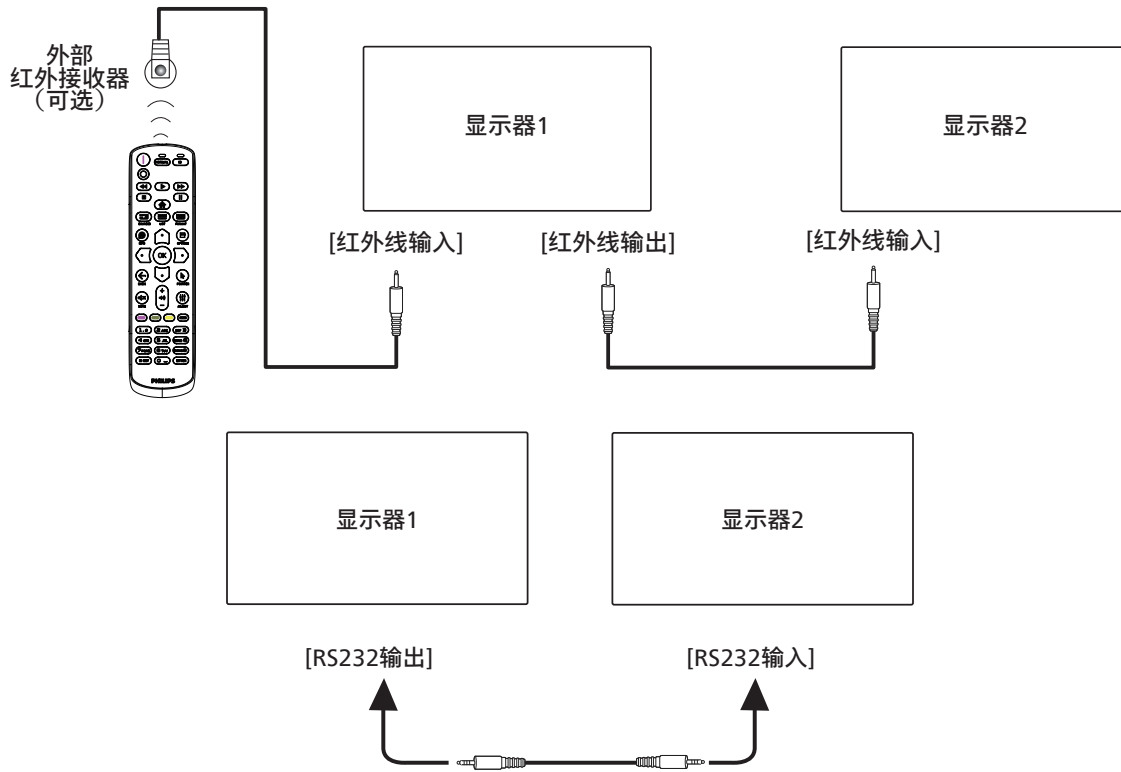 外部
红外接收器
（可选）
显示器1
显示器2
[红外线输入]
[红外线输出]
[红外线输入]
OK
PHILIPS
显示器1
显示器2
[RS232输出]
[RS232输入]